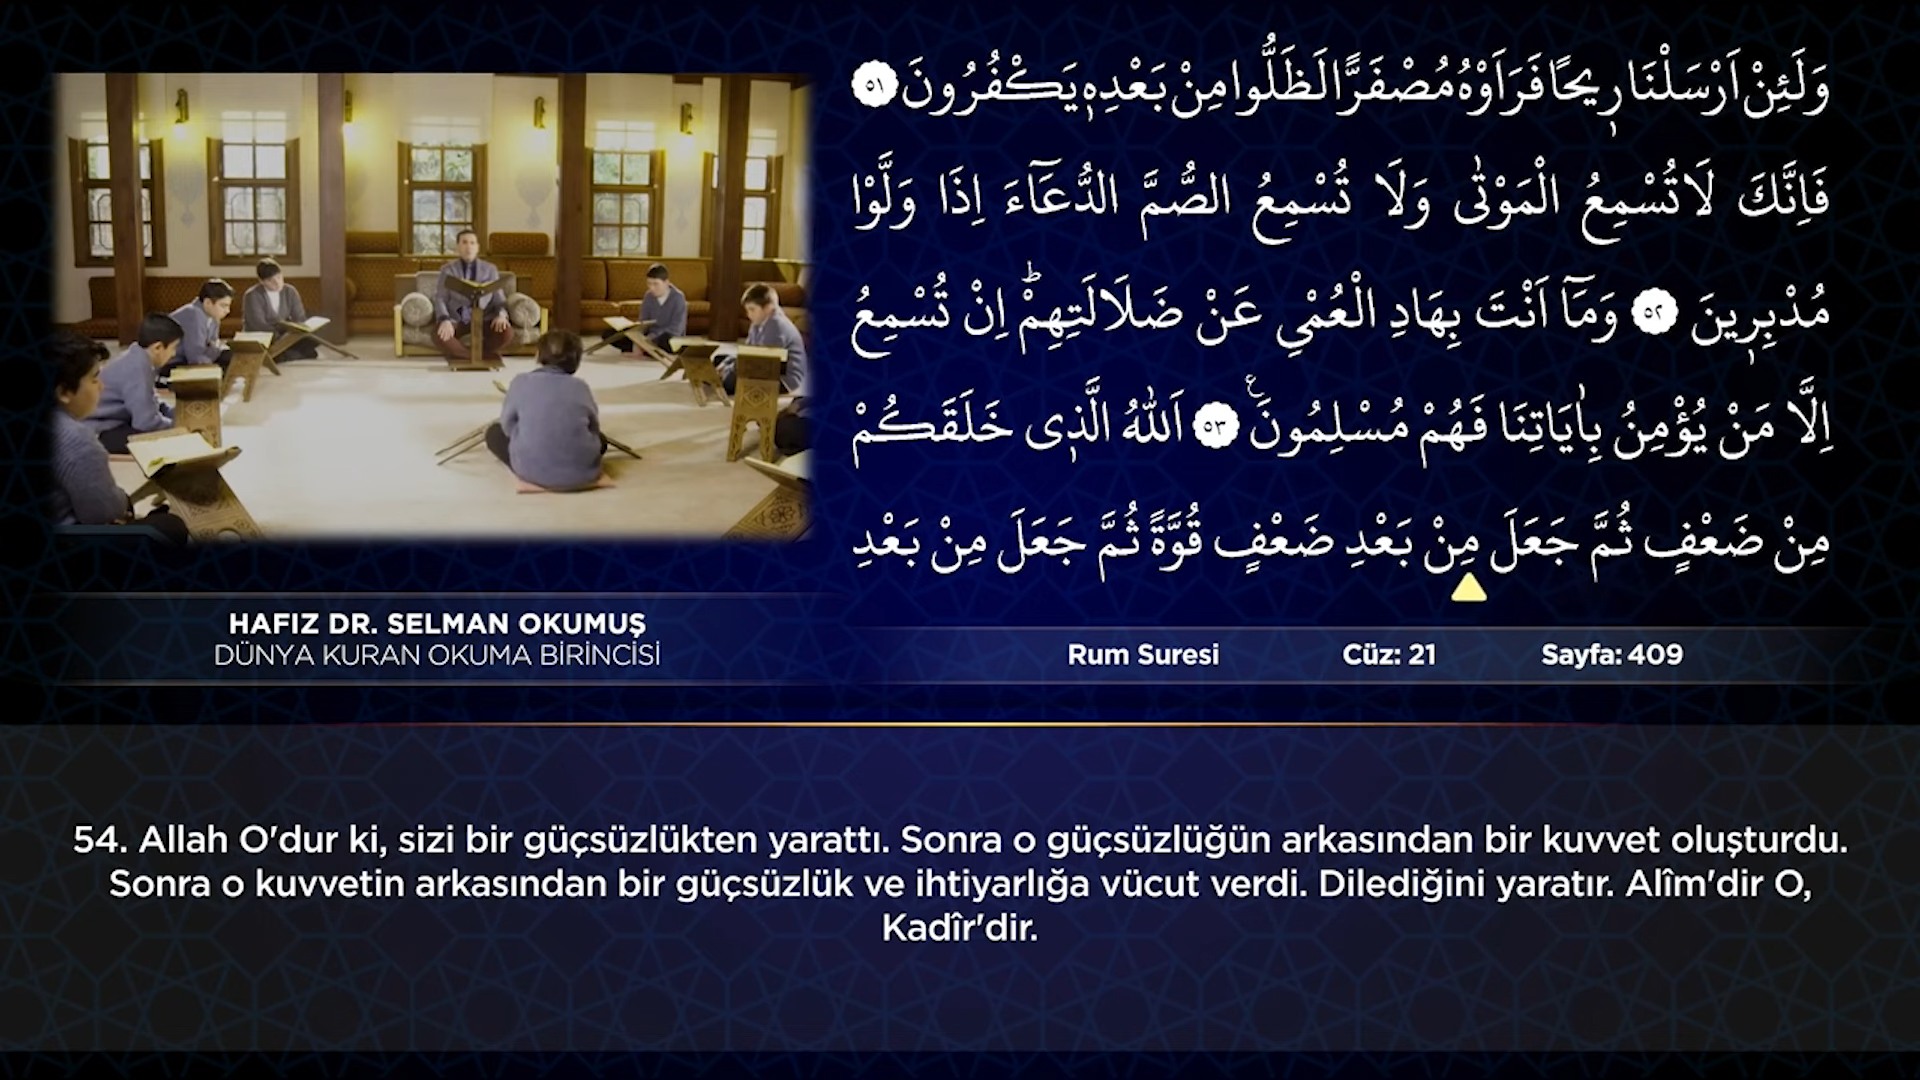 وَلَئِنْ اَرْسَلْنَا رٖيحًا فَرَاَوْهُ مُصْفَرًّا لَظَلُّوا مِنْ بَعْدِهٖ يَكْفُرُونَ ٥١
فَاِنَّكَ لَا تُسْمِعُ الْمَوْتٰى وَلَا تُسْمِعُ الصُّمَّ الدُّعَٓاءَ اِذَا وَلَّوْا
مُدْبِرٖينَ ٥٢ وَمَٓا اَنْتَ بِهَادِ الْعُمْىِ عَنْ ضَلَالَتِهِمْؕ اِنْ تُسْمِعُ
اِلَّا مَنْ يُؤْمِنُ بِاٰيَاتِنَا فَهُمْ مُسْلِمُونَࣖ ٥٣ اَللّٰهُ الَّذٖى خَلَقَكُمْ
مِنْ ضَعْفٍ ثُمَّ جَعَلَ مِنْ بَعْدِ ضَعْفٍ قُوَّةً ثُمَّ جَعَلَ مِنْ بَعْدِ
HAFIZ DR. SELMAN OKUMUŞ
DÜNYA KURAN OKUMA BİRİNCİSİ
Rum Suresi Cüz: 21 Sayfa: 409
54. Allah O'dur ki, sizi bir güçsüzlükten yarattı. Sonra o güçsüzlüğün arkasından bir kuvvet oluşturdu.
Sonra o kuvvetin arkasından bir güçsüzlük ve ihtiyarlığa vücut verdi. Dilediğini yaratır. Alîm'dir O,
Kadîr'dir.